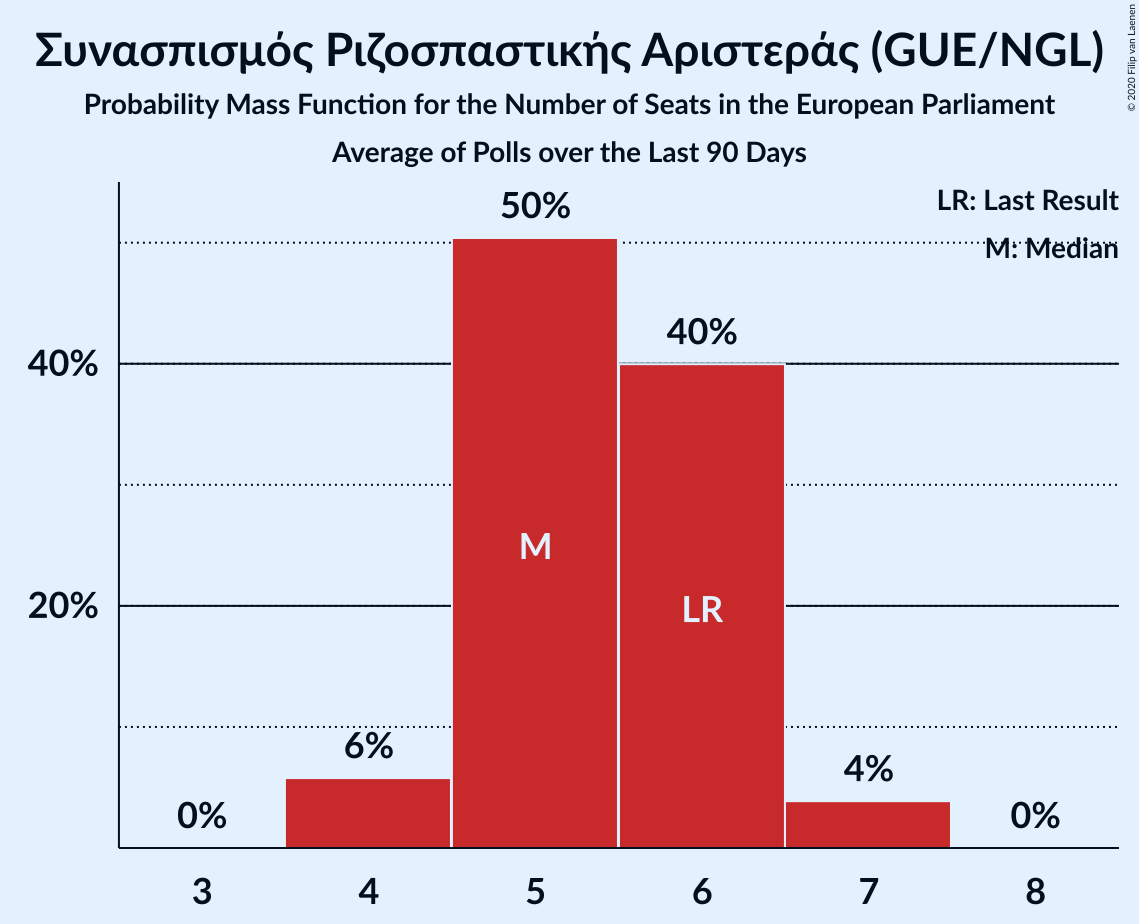 Συνασπισμός Ριζοσπαστικής Αριστεράς (GUE/NGL)
Probability Mass Function for the Number of Seats in the European Parliament
Average of Polls over the Last 90 Days
© 2020 Filip van Laenen
LR: Last Result
M: Median
50%
40%
40%
M
20%
LR
6%
4%
0%
0%
3 4 5 6 7 8